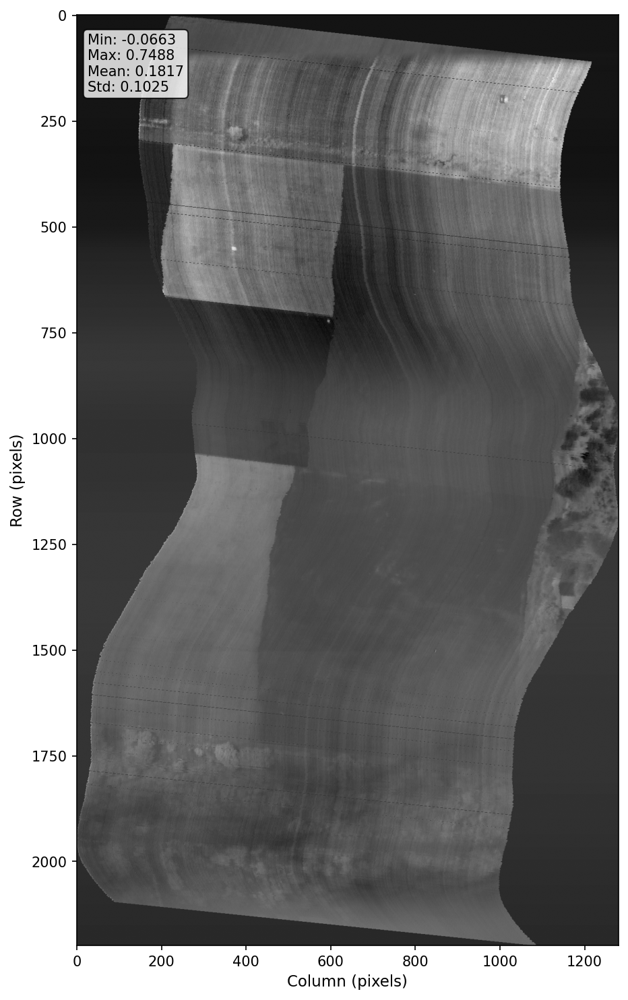 Min: -0.0663
Max: 0.7488
Mean: 0.1817
Std: 0.1025
0
250
500
750
1000
1250
1500
1750
2000
Row (pixels)
0 200 400 600 800 1000 1200
Column (pixels)